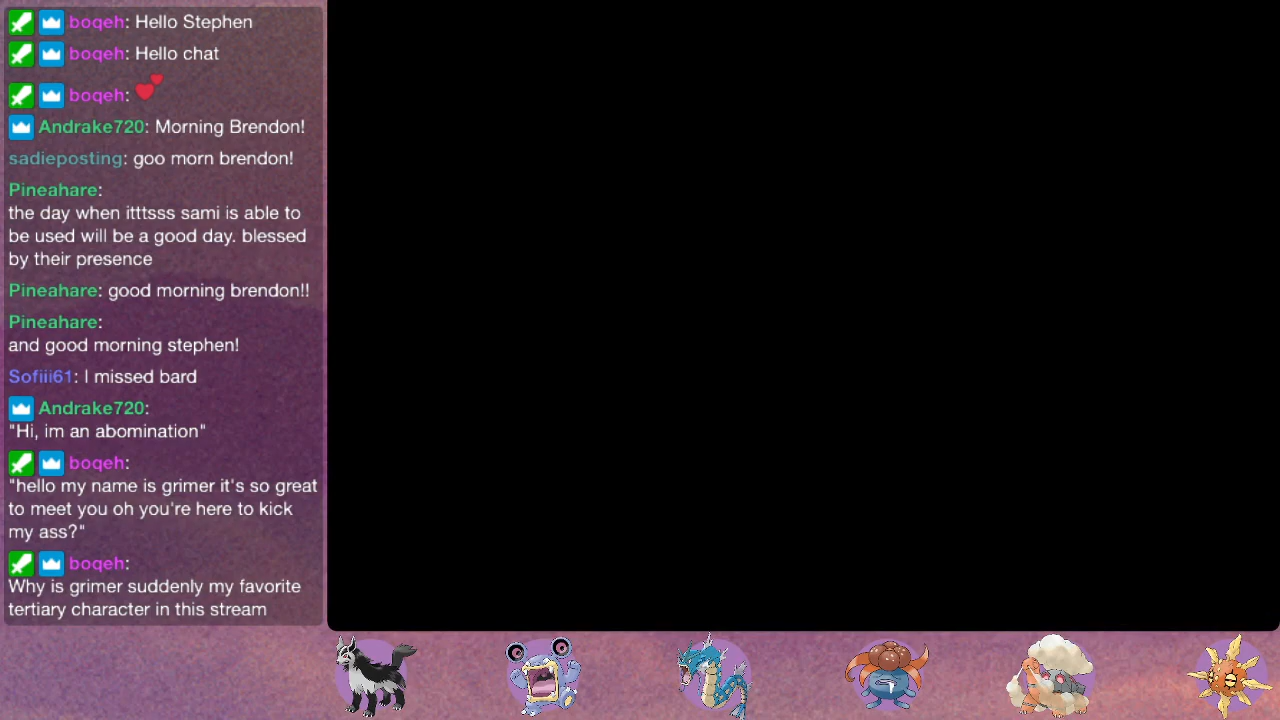 boqeh: Hello Stephen
boqeh: Hello chat
boqeh:
Andrake720: Morning Brendon!
sadieposting: goo morn brendon!
Pineahare:
the day when itttsss sami is able to
be used will be a good day. blessed
by their presence
Pineahare: good morning brendon!!
Pineahare:
and good morning stephen!
Sofiii61: I missed bard
Andrake720:
"Hi, im an abomination"
boqeh:
"hello my name is grimer it's so great
to meet you oh you're here to kick
my ass?"
boqeh:
Why is grimer suddenly my favorite
tertiary character in this stream